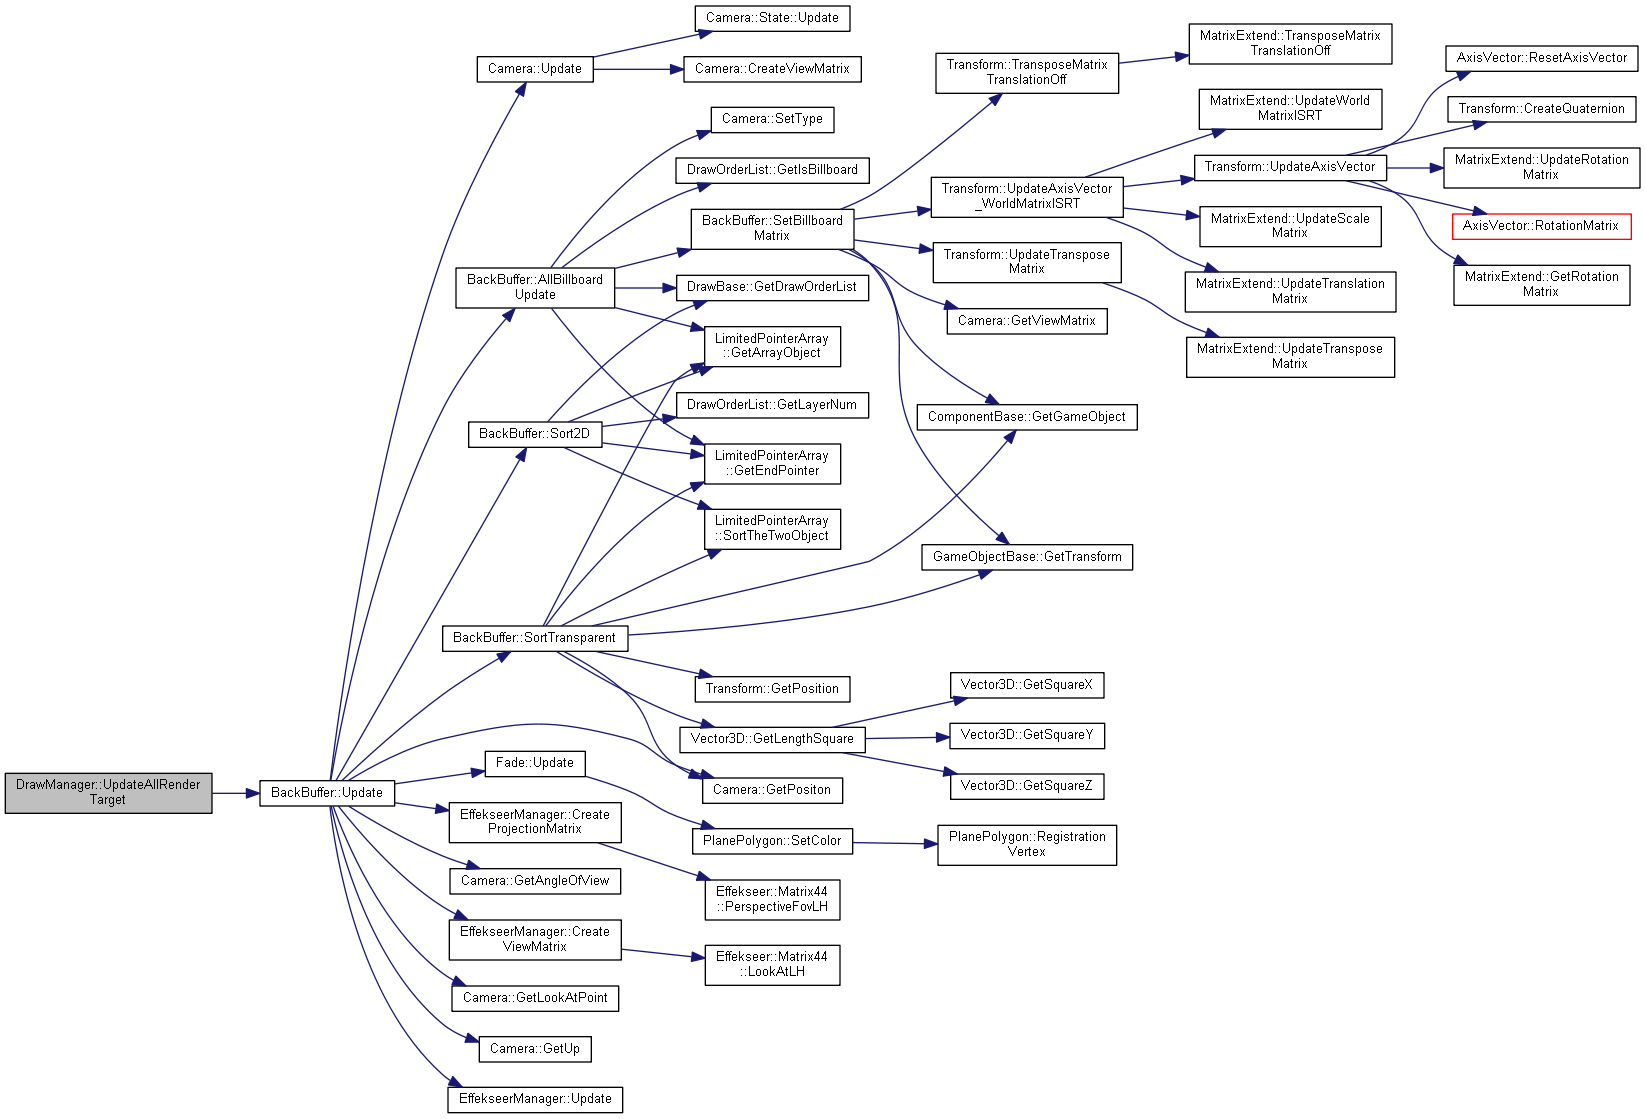 DrawManager::UpdateAllRender
Target
BackBuffer::Update
Camera::Update
Camera::State::Update
Camera::CreateViewMatrix
BackBuffer::AllBillboard
Update
Camera::SetType
DrawOrderList::GetIsBillboard
BackBuffer::SetBillboard
Matrix
DrawBase::GetDrawOrderList
LimitedPointerArray
::GetArrayObject
BackBuffer::Sort2D
DrawOrderList::GetLayerNum
LimitedPointerArray
::GetEndPointer
LimitedPointerArray
::SortTheTwoObject
BackBuffer::SortTransparent
Transform::GetPosition
Vector3D::GetLengthSquare
Camera::GetPositon
Fade::Update
EffekseerManager::Create
ProjectionMatrix
PlanePolygon::SetColor
Camera::GetAngleOfView
Effekseer::Matrix44
::PerspectiveFovLH
EffekseerManager::Create
ViewMatrix
Effekseer::Matrix44
::LookAtLH
Camera::GetLookAtPoint
Camera::GetUp
EffekseerManager::Update
Transform::TransposeMatrix
TranslationOff
Transform::UpdateAxisVector
_WorldMatrixISRT
Transform::UpdateTranspose
Matrix
Camera::GetViewMatrix
ComponentBase::GetGameObject
GameObjectBase::GetTransform
Vector3D::GetSquareX
Vector3D::GetSquareY
Vector3D::GetSquareZ
PlanePolygon::Registration
Vertex
MatrixExtend::TransposeMatrix
TranslationOff
MatrixExtend::UpdateWorld
MatrixISRT
Transform::UpdateAxisVector
MatrixExtend::UpdateScale
Matrix
MatrixExtend::UpdateTranslation
Matrix
MatrixExtend::UpdateTranspose
Matrix
AxisVector::ResetAxisVector
Transform::CreateQuaternion
MatrixExtend::UpdateRotation
Matrix
AxisVector::RotationMatrix
MatrixExtend::GetRotation
Matrix